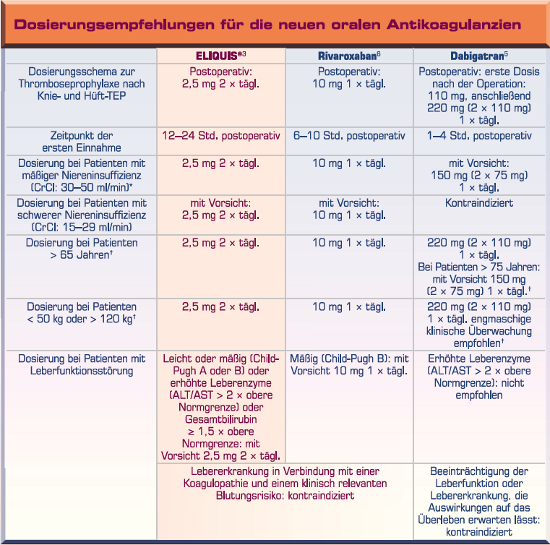 Dosierungsempfehlungen für die neuen oralen Antikoagulanzien
ELIQUIS®3
Rivaroxaban6
Dabigatran5
Dosierungsschema zur
Thromboseprophylaxe nach
Knie- und Hüft-TEP
Postoperativ:
2,5 mg 2 × tägl.
Postoperativ:
10 mg 1 × tägl.
Postoperativ: erste Dosis
nach der Operation:
110 mg, anschließend
220 mg (2 × 110 mg)
1 × tägl.
Zeitpunkt der
ersten Einnahme
12–24 Std. postoperativ
6–10 Std. postoperativ
1–4 Std. postoperativ
Dosierung bei Patienten mit
mäßiger Niereninsuffizienz
(CrCl: 30–50 ml/min)*
2,5 mg 2 × tägl.
10 mg 1 × tägl.
mit Vorsicht:
150 mg (2 × 75 mg)
1 × tägl.
Dosierung bei Patienten mit
schwerer Niereninsuffizienz
(CrCl: 15–29 ml/min)
mit Vorsicht:
2,5 mg 2 × tägl.
mit Vorsicht:
10 mg 1 × tägl.
Kontraindiziert
Dosierung bei Patienten
> 65 Jahren†
2,5 mg 2 × tägl.
10 mg 1 × tägl.
220 mg (2 × 110 mg)
1 × tägl.
Bei Patienten > 75 Jahren:
mit Vorsicht 150 mg
(2 × 75 mg) 1 × tägl.†
Dosierung bei Patienten
< 50 kg oder > 120 kg†
2,5 mg 2 × tägl.
10 mg 1 × tägl.
220 mg (2 × 110 mg)
1 × tägl. engmaschige
klinische Überwachung
empfohlen†
Dosierung bei Patienten mit
Leberfunktionsstörung
Leicht oder mäßig (Child-
Pugh A oder B) oder
erhöhte Leberenzyme
(ALT/AST > 2 × obere
Normgrenze) oder
Gesamtbilirubin
≥ 1,5 × obere
Normgrenze: mit
Vorsicht 2,5 mg 2 × tägl.
Mäßig (Child-Pugh B): mit
Vorsicht 10 mg 1 × tägl.
Erhöhte Leberenzyme
(ALT/AST > 2 × obere
Normgrenze): nicht
empfohlen
Lebererkrankung in Verbindung mit einer
Koagulopathie und einem klinisch relevanten
Blutungsrisiko: kontraindiziert
Beeinträchtigung der
Leberfunktion oder
Lebererkrankung, die
Auswirkungen auf das
Überleben erwarten lässt:
kontraindiziert